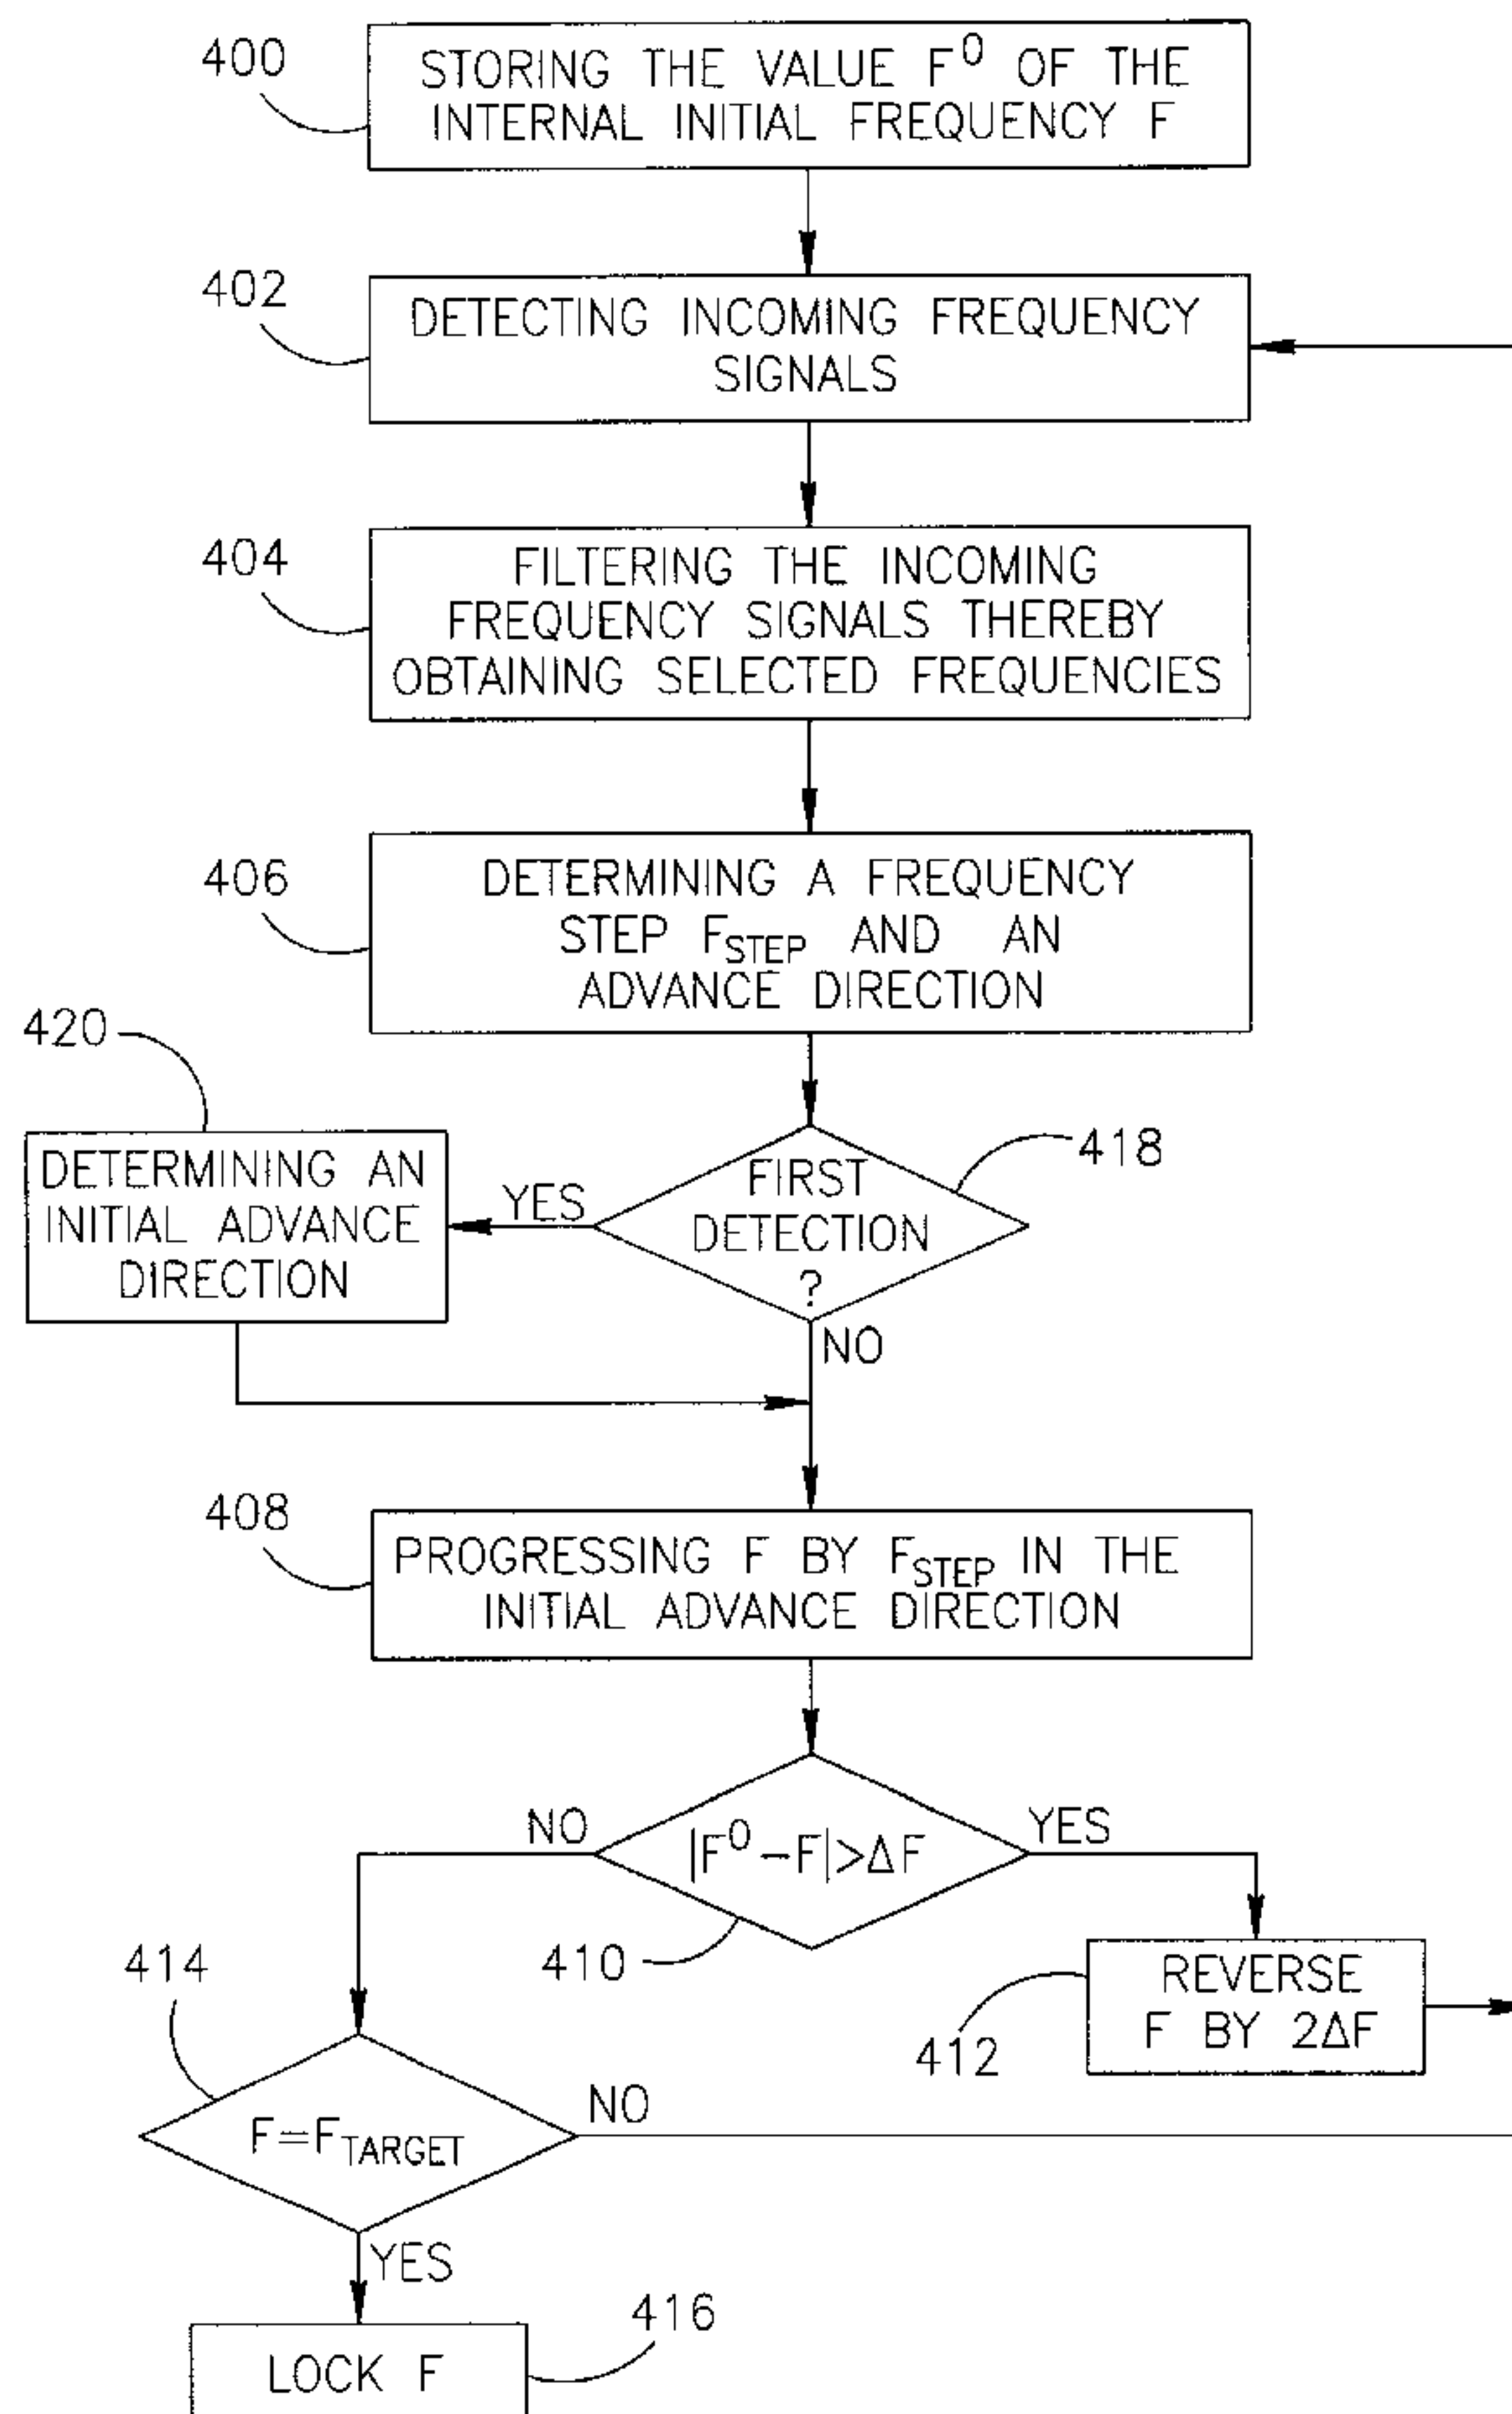 400
STORING THE VALUE F⁰ OF THE
INTERNAL INITIAL FREQUENCY F
402
DETECTING INCOMING FREQUENCY
SIGNALS
404
FILTERING THE INCOMING
FREQUENCY SIGNALS THEREBY
OBTAINING SELECTED FREQUENCIES
406
DETERMINING A FREQUENCY
STEP F_STEP AND AN
ADVANCE DIRECTION
420
DETERMINING AN
INITIAL ADVANCE
DIRECTION
YES
FIRST
DETECTION
?
418
NO
408
PROGRESSING F BY F_STEP IN THE
INITIAL ADVANCE DIRECTION
NO
|F⁰-F|>ΔF
YES
410
412
REVERSE
F BY 2ΔF
414
F=F_TARGET
NO
YES
416
LOCK F